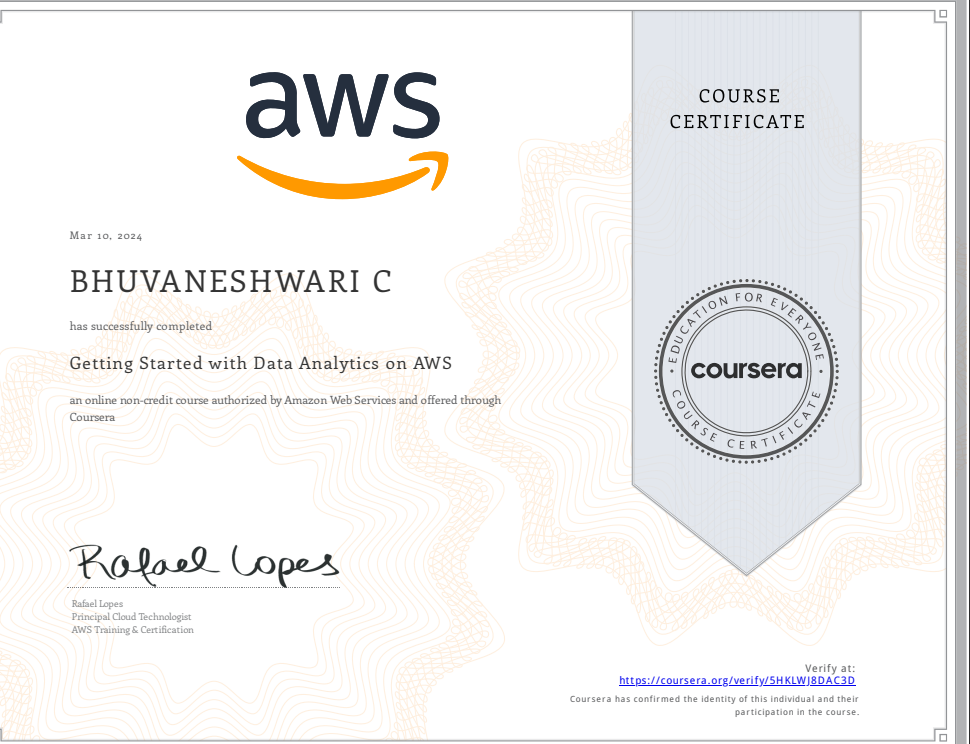 aws
COURSE
CERTIFICATE
Mar 10, 2024
BHUVANESHWARI C
has successfully completed
Getting Started with Data Analytics on AWS
an online non-credit course authorized by Amazon Web Services and offered through
Coursera
EDUCATION FOR EVERYONE
coursera
COURSE CERTIFICATE
Rafael Lopes
Rafael Lopes
Principal Cloud Technologist
AWS Training & Certification
Verify at:
https://coursera.org/verify/5HKLWJ8DAC3D
Coursera has confirmed the identity of this individual and their
participation in the course.